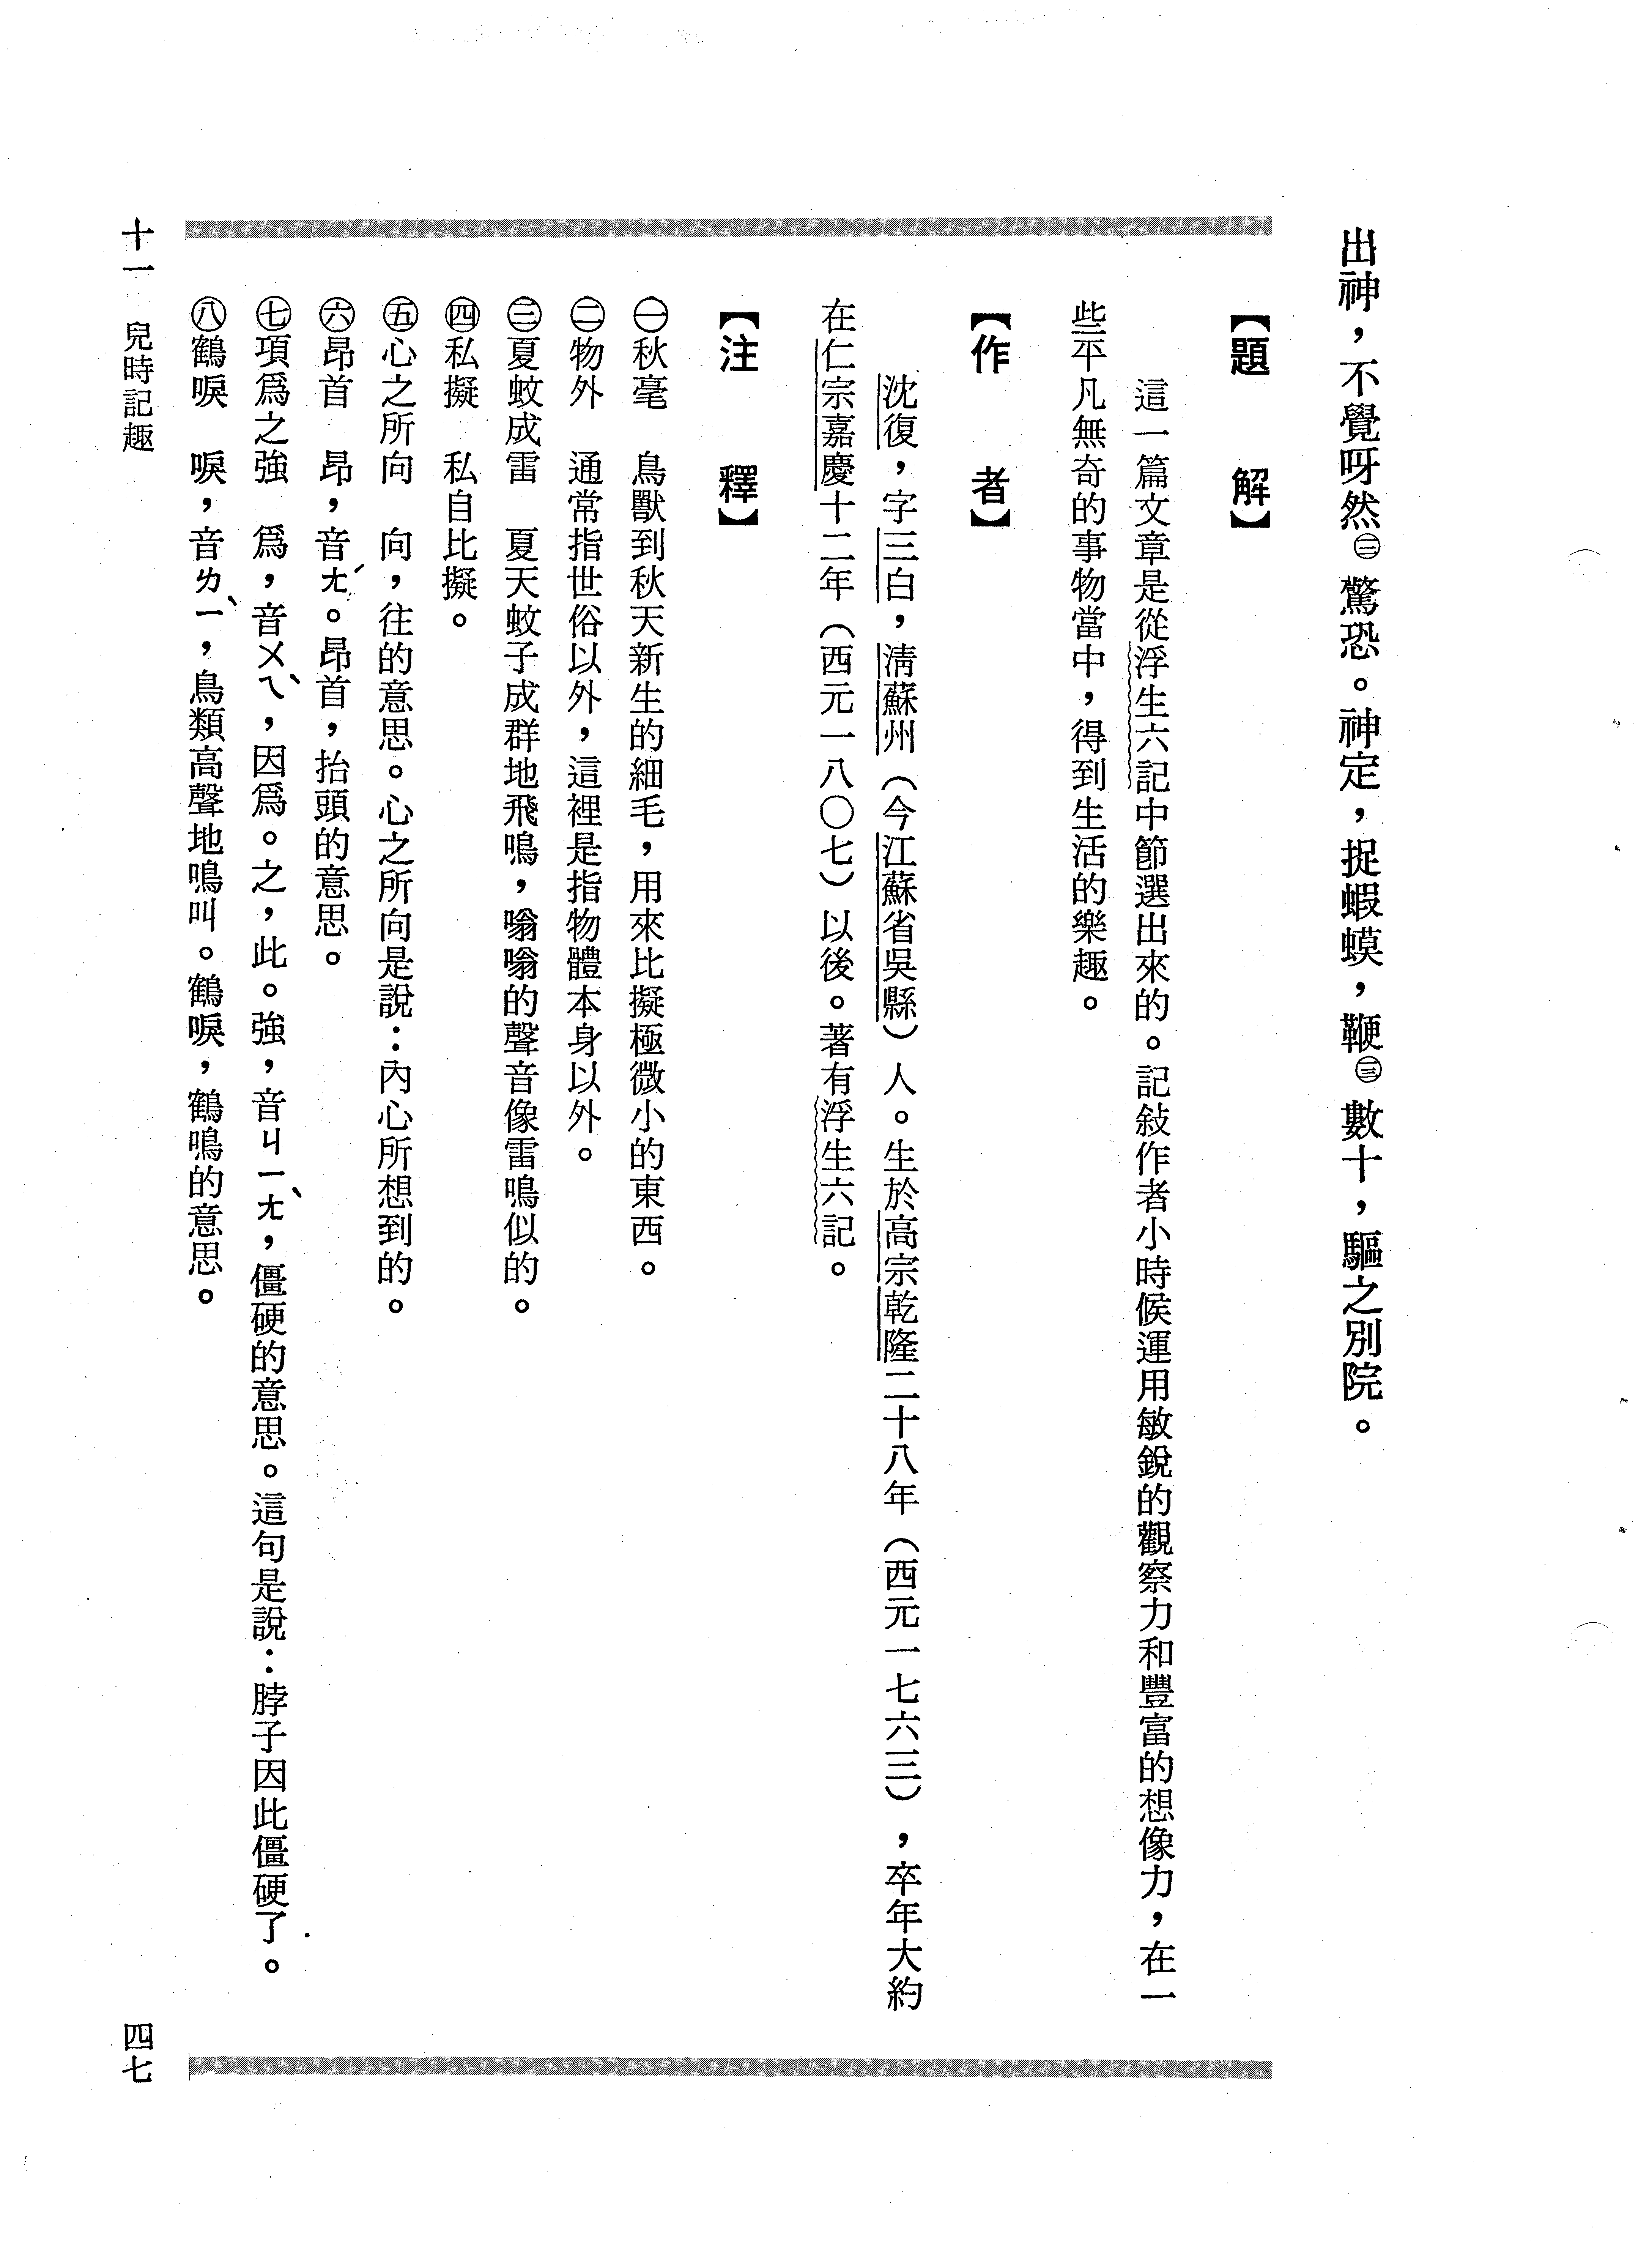 出神，不覺呀然㊁驚恐。神定，捉蝦蟆，鞭㊂數十，驅之別院。
【題解】
這一篇文章是從浮生六記中節選出來的。記敍作者小時候運用敏銳的觀察力和豐富的想像力，在一
些平凡無奇的事物當中，得到生活的樂趣。
【作者】
沈復，字三白，淸蘇州（今江蘇省吳縣）人。生於高宗乾隆二十八年（西元一七六三），卒年大約
在仁宗嘉慶十二年（西元一八〇七）以後。著有浮生六記。
【注釋】
㊀秋毫　鳥獸到秋天新生的細毛，用來比擬極微小的東西。
㊁物外　通常指世俗以外，這裡是指物體本身以外。
㊂夏蚊成雷　夏天蚊子成群地飛鳴，嗡嗡的聲音像雷鳴似的。
㊃私擬　私自比擬。
㊄心之所向　向，往的意思。心之所向是說：內心所想到的。
㊅昂首　昂，音ㄤˊ。昂首，抬頭的意思。
㊆項爲之強　爲，音ㄨㄟˋ，因爲。之，此。強，音ㄐㄧㄤˋ，僵硬的意思。這句是說：脖子因此僵硬了。
㊇鶴唳　唳，音ㄌㄧˋ，鳥類高聲地鳴叫。鶴唳，鶴鳴的意思。
十一　兒時記趣　四七